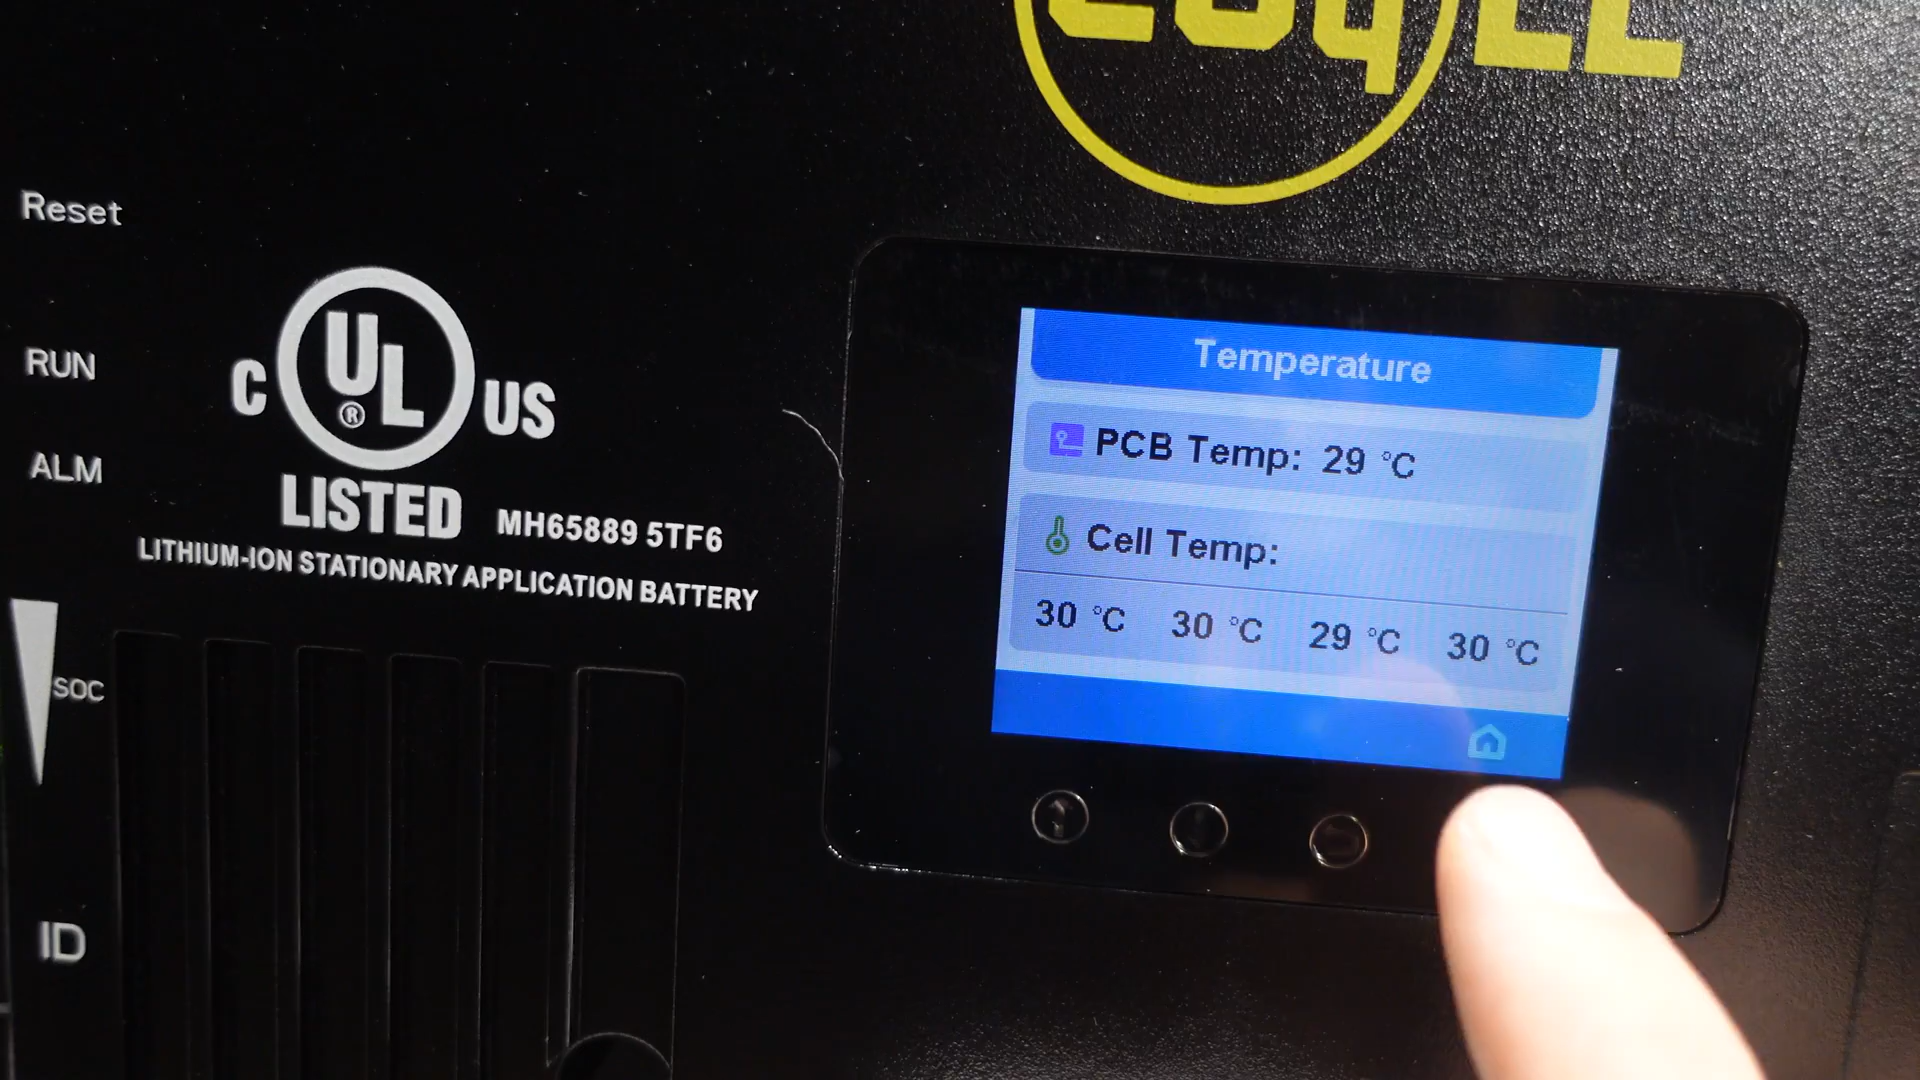 Reset
RUN
ALM
SOC
ID
C UL® US
LISTED MH65889 5TF6
LITHIUM-ION STATIONARY APPLICATION BATTERY
Temperature
PCB Temp: 29 °C
Cell Temp:
30 °C 30 °C 29 °C 30 °C